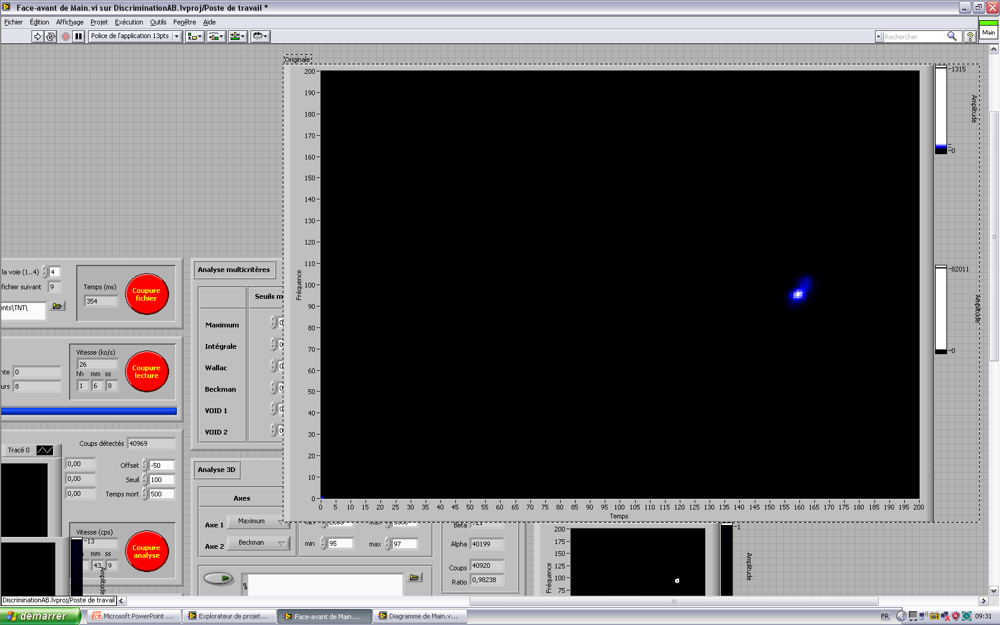 Face-avant de Main.vi sur DiscriminationAB.lvproj/Poste de travail *
Fichier Édition Affichage Projet Exécution Outils Fenêtre Aide
Police de l'application 13pts
Rechercher
?
Main
Originale
200
190
180
170
160
150
140
130
120
110
100
90
80
70
60
50
40
30
20
10
0
Fréquence
0 5 10 15 20 25 30 35 40 45 50 55 60 65 70 75 80 85 90 95 100 105 110 115 120 125 130 135 140 145 150 155 160 165 170 175 180 185 190 195 200
Temps
1315
0
Amplitude
82011
0
Amplitude
la voie (1..4) 4
fichier suivant 9
ents\TNT\
Temps (ms)
354
Coupure
fichier
Vitesse (ko/s)
26
hh mm ss
1 6 8
Coupure
lecture
nte 0
urs 8
Tracé 0
Coups détectés 40969
0,00
0,00
0,00
Offset -50
Seuil 100
Temps mort 500
Vitesse (cps)
-13
mm ss
43 9
Coupure
analyse
Amplitude
Analyse multicritères
Seuils m
Maximum 0
Intégrale 0
Wallac 0
Beckman 0
VOID 1 0
VOID 2 0
Analyse 3D
Axes
Axe 1 Maximum
Axe 2 Beckman
min max
min 95 max 97
Beta 721
Alpha 40199
Coups 40920
Ratio 0,98238
200
175
150
125
100
75
Fréquence
-1
Amplitude
DiscriminationAB.lvproj/Poste de travail
démarrer
Microsoft PowerPoint ...
Explorateur de projet...
Face-avant de Main....
Diagramme de Main.v...
FR
09:31